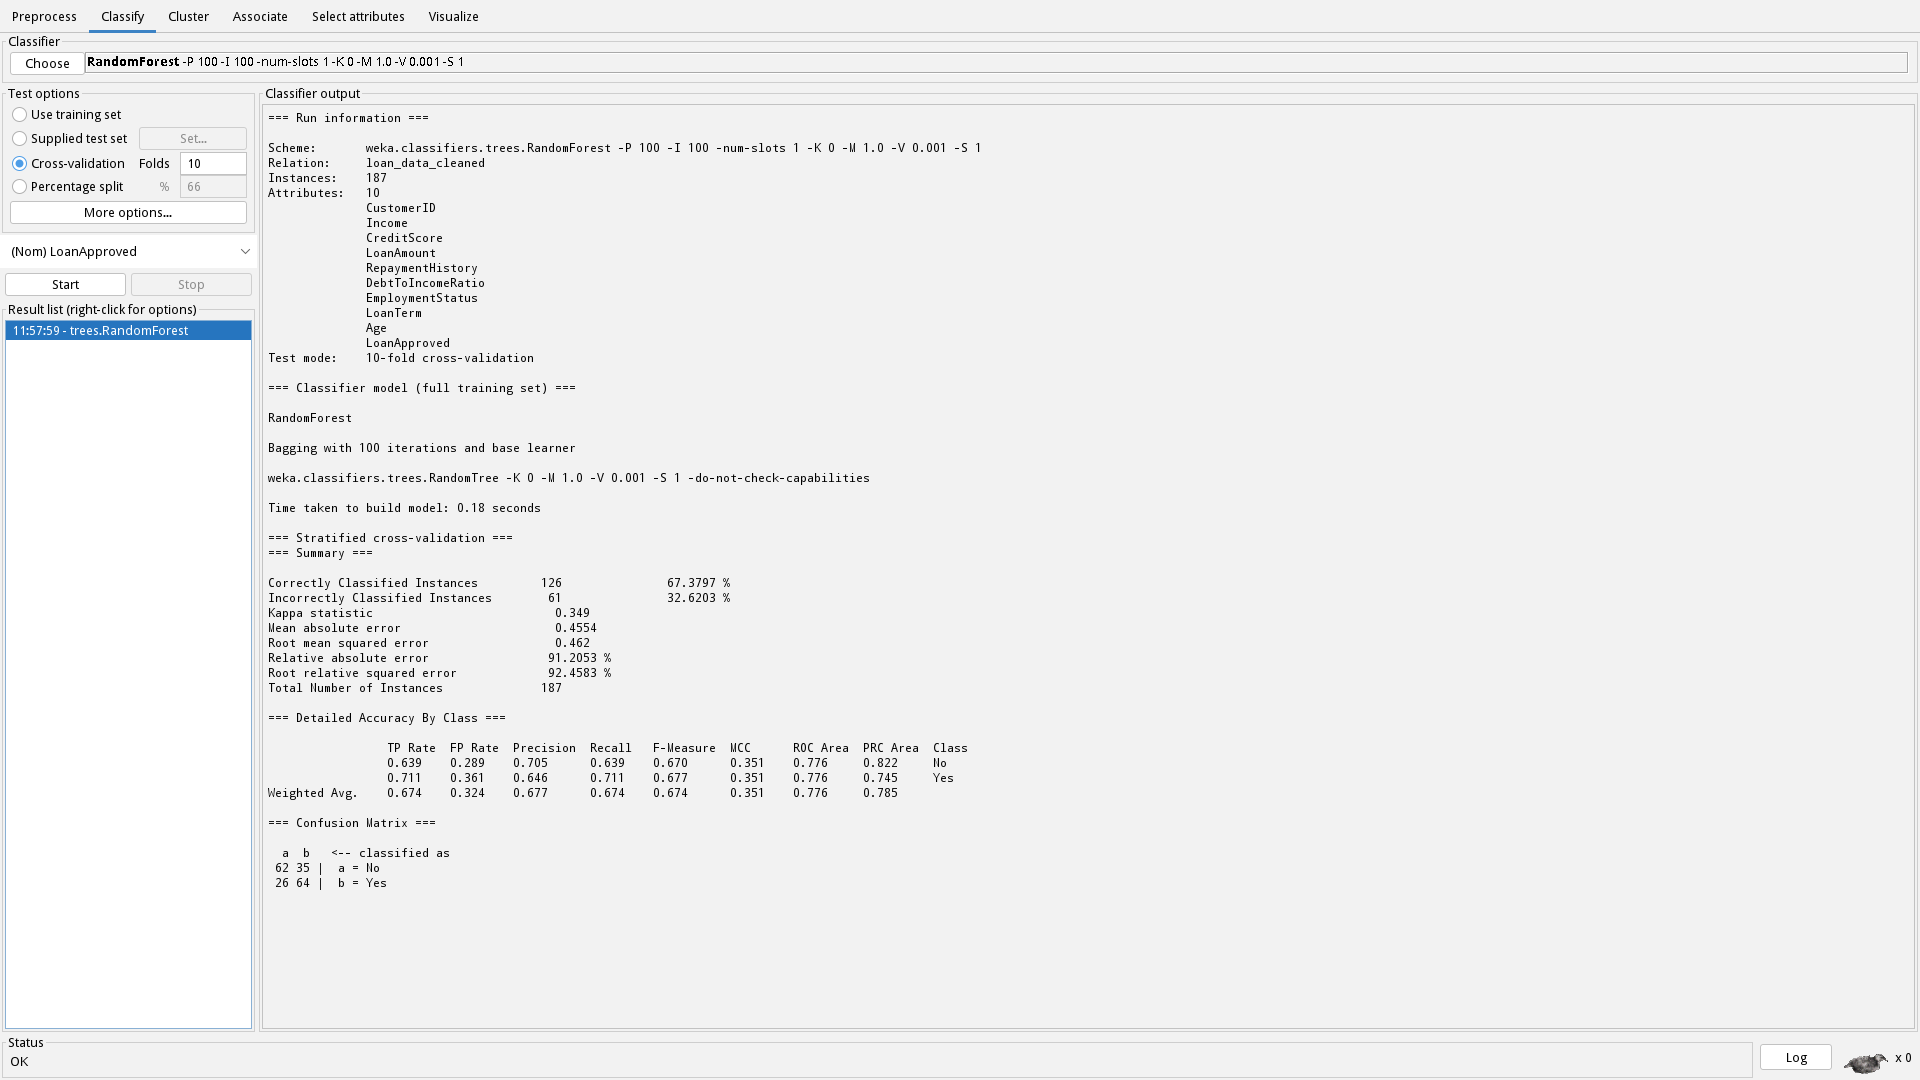 Preprocess Classify Cluster Associate Select attributes Visualize
Classifier
Choose RandomForest -P 100 -I 100 -num-slots 1 -K 0 -M 1.0 -V 0.001 -S 1
Test options
Use training set
Supplied test set Set...
Cross-validation Folds 10
Percentage split % 66
More options...
(Nom) LoanApproved
Start Stop
Result list (right-click for options)
11:57:59 - trees.RandomForest
Classifier output
=== Run information ===
Scheme: weka.classifiers.trees.RandomForest -P 100 -I 100 -num-slots 1 -K 0 -M 1.0 -V 0.001 -S 1
Relation: loan_data_cleaned
Instances: 187
Attributes: 10
CustomerID
Income
CreditScore
LoanAmount
RepaymentHistory
DebtToIncomeRatio
EmploymentStatus
LoanTerm
Age
LoanApproved
Test mode: 10-fold cross-validation
=== Classifier model (full training set) ===
RandomForest
Bagging with 100 iterations and base learner
weka.classifiers.trees.RandomTree -K 0 -M 1.0 -V 0.001 -S 1 -do-not-check-capabilities
Time taken to build model: 0.18 seconds
=== Stratified cross-validation ===
=== Summary ===
Correctly Classified Instances 126 67.3797 %
Incorrectly Classified Instances 61 32.6203 %
Kappa statistic 0.349
Mean absolute error 0.4554
Root mean squared error 0.462
Relative absolute error 91.2053 %
Root relative squared error 92.4583 %
Total Number of Instances 187
=== Detailed Accuracy By Class ===
TP Rate FP Rate Precision Recall F-Measure MCC ROC Area PRC Area Class
0.639 0.289 0.705 0.639 0.670 0.351 0.776 0.822 No
0.711 0.361 0.646 0.711 0.677 0.351 0.776 0.745 Yes
Weighted Avg. 0.674 0.324 0.677 0.674 0.674 0.351 0.776 0.785
=== Confusion Matrix ===
a b <-- classified as
62 35 | a = No
26 64 | b = Yes
Status
OK
Log x 0